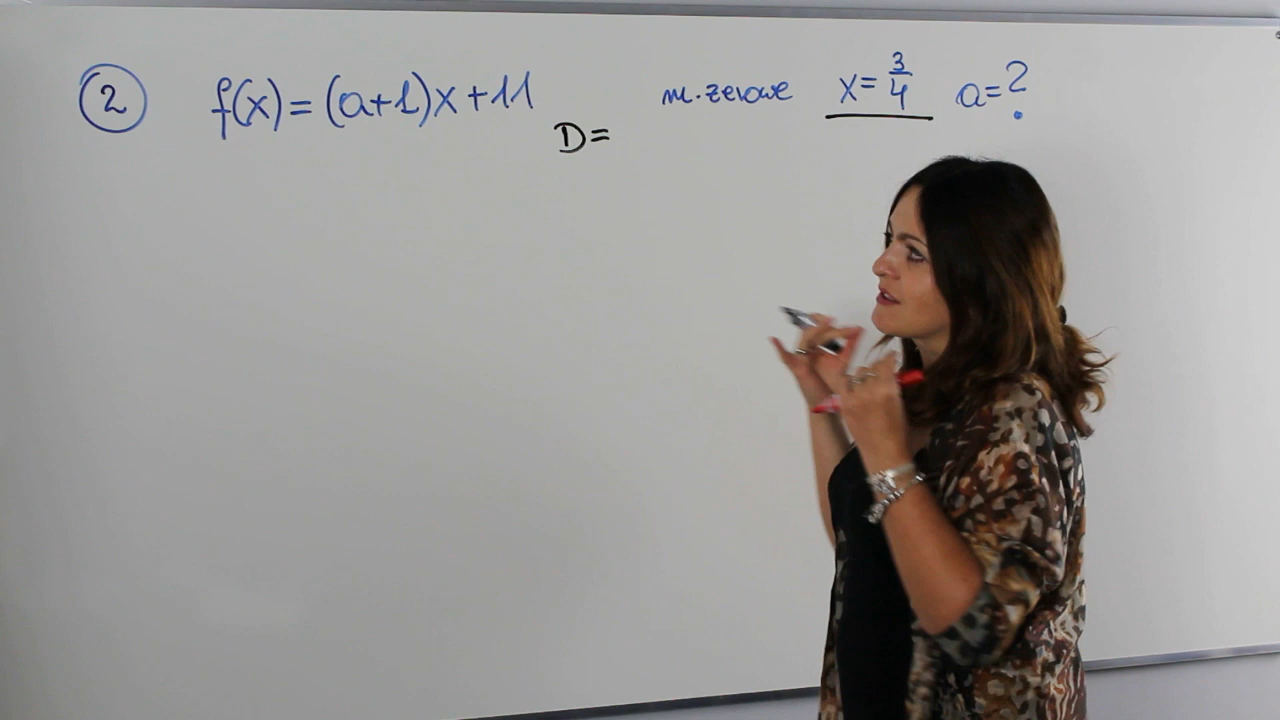 ② f(x) = (a+1)x + 11 m. zerowe x = 3/4 a = ?
D =